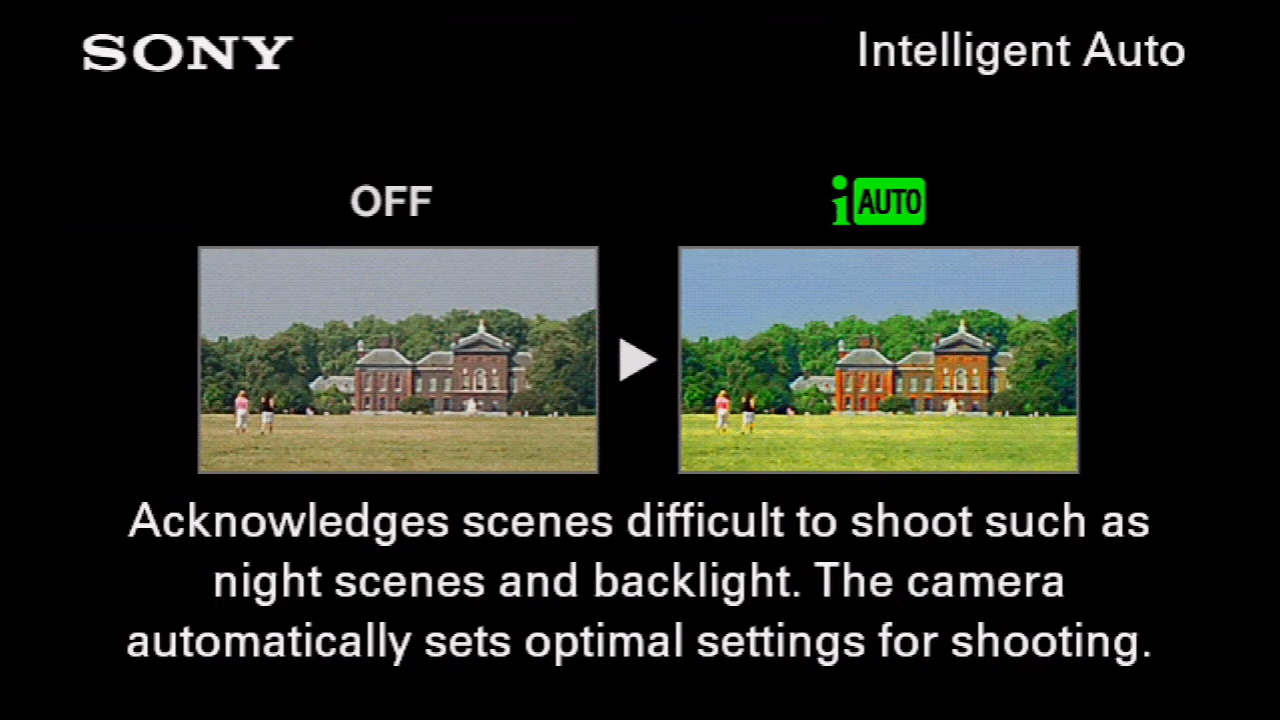 SONY
Intelligent Auto
OFF
iAUTO
Acknowledges scenes difficult to shoot such as
night scenes and backlight. The camera
automatically sets optimal settings for shooting.